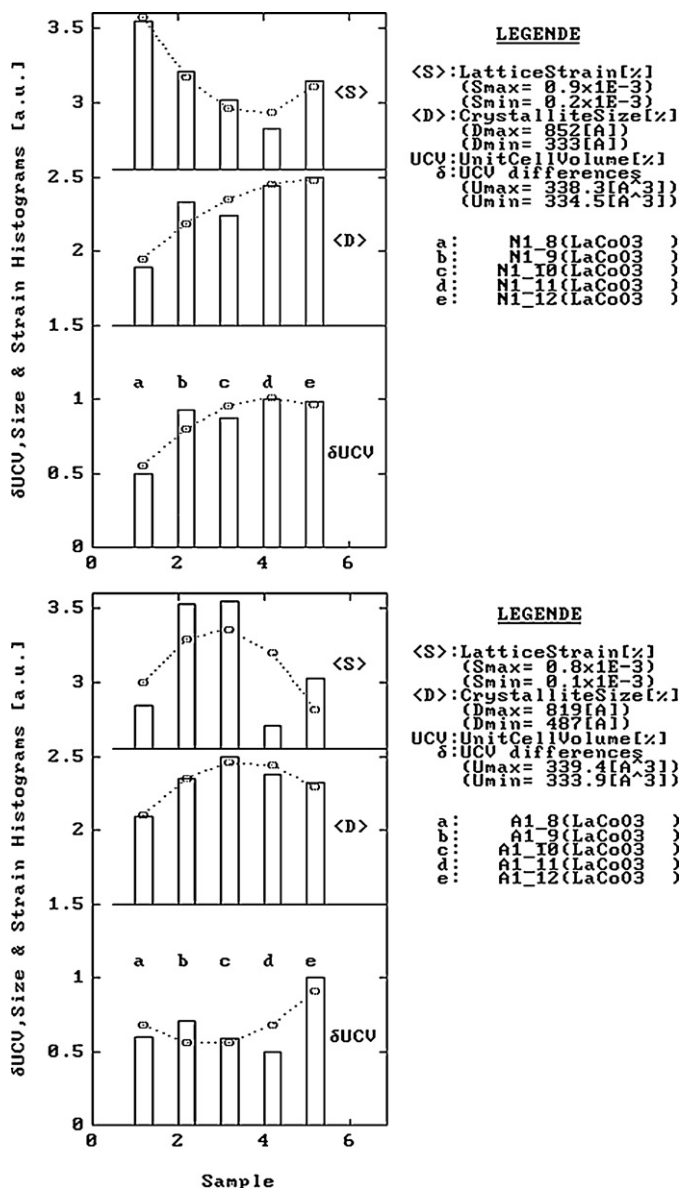 δUCV,Size & Strain Histograms [a.u.]
3.5
3
2.5
2
1.5
1
0.5
0
<S>
<D>
a b c d e
δUCV
0 2 4 6
LEGENDE
<S>:LatticeStrain[%]
(Smax= 0.9x1E-3)
(Smin= 0.2x1E-3)
<D>:CrystalliteSize[%]
(Dmax= 852[A])
(Dmin= 333[A])
UCV:UnitCellVolume[%]
δ:UCV differences
(Umax= 338.3[A^3])
(Umin= 334.5[A^3])
a: N1_8(LaCoO3 )
b: N1_9(LaCoO3 )
c: N1_10(LaCoO3 )
d: N1_11(LaCoO3 )
e: N1_12(LaCoO3 )
δUCV,Size & Strain Histograms [a.u.]
3.5
3
2.5
2
1.5
1
0.5
0
<S>
<D>
a b c d e
δUCV
0 2 4 6
Sample
LEGENDE
<S>:LatticeStrain[%]
(Smax= 0.8x1E-3)
(Smin= 0.1x1E-3)
<D>:CrystalliteSize[%]
(Dmax= 819[A])
(Dmin= 487[A])
UCV:UnitCellVolume[%]
δ:UCV differences
(Umax= 339.4[A^3])
(Umin= 333.9[A^3])
a: A1_8(LaCoO3 )
b: A1_9(LaCoO3 )
c: A1_10(LaCoO3 )
d: A1_11(LaCoO3 )
e: A1_12(LaCoO3 )